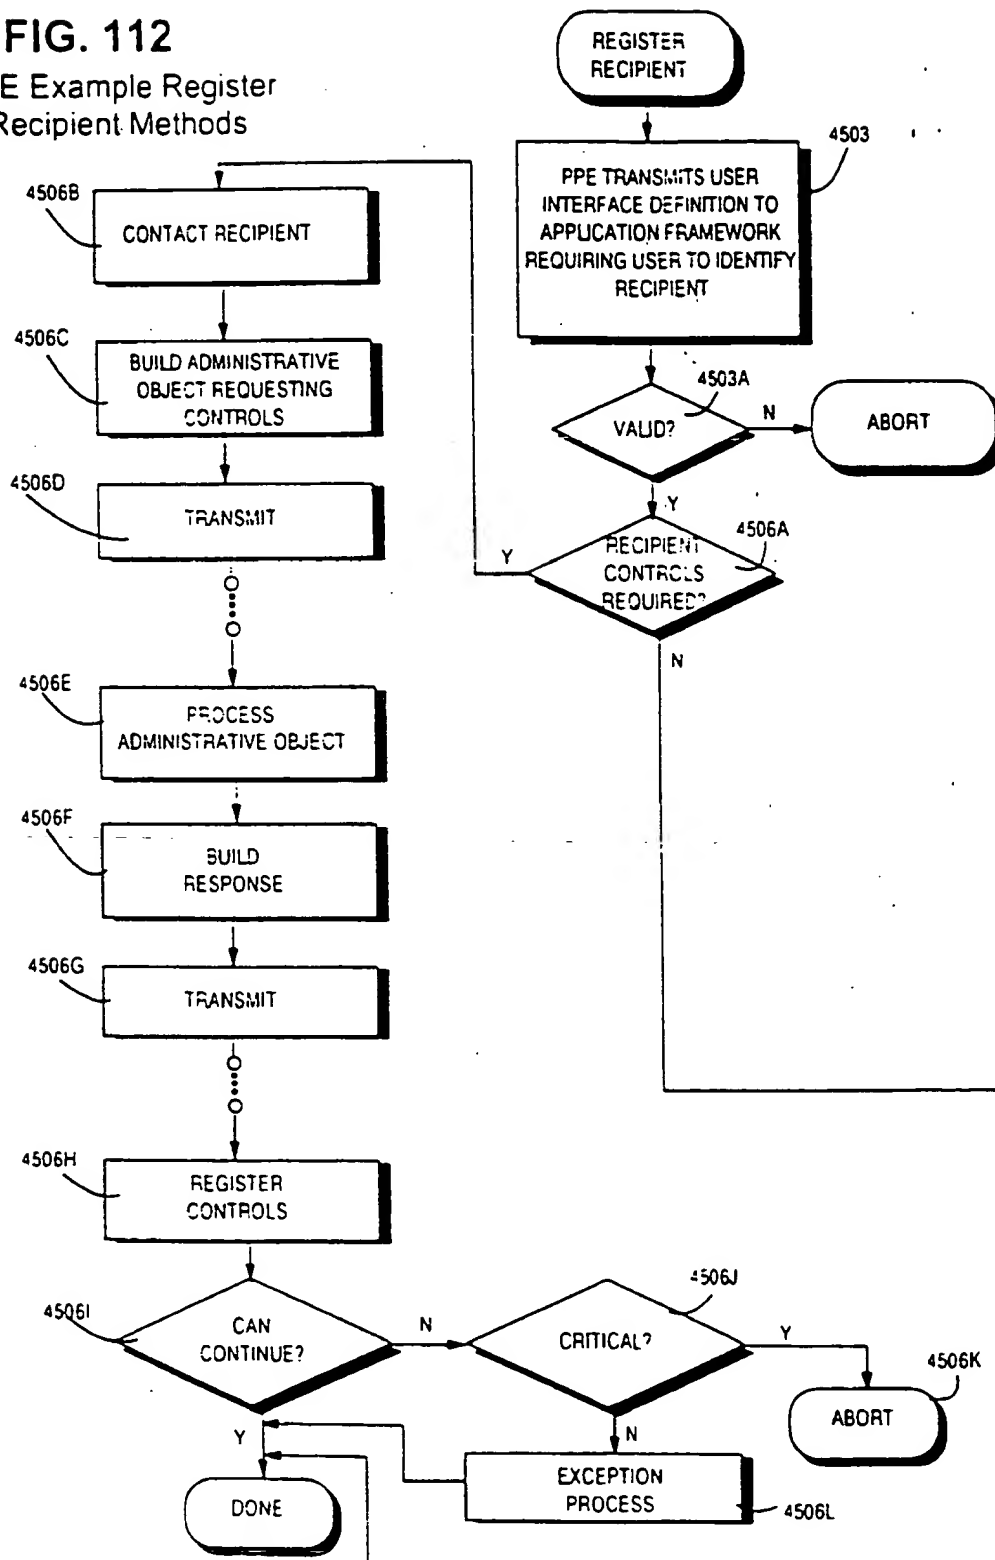 FIG. 112
E Example Register
Recipient Methods
REGISTER
RECIPIENT
4503
PPE TRANSMITS USER
INTERFACE DEFINITION TO
APPLICATION FRAMEWORK
REQUIRING USER TO IDENTIFY
RECIPIENT
4503A
VALID?
N
ABORT
Y
4506A
RECIPIENT
CONTROLS
REQUIRED?
Y
N
4506B
CONTACT RECIPIENT
4506C
BUILD ADMINISTRATIVE
OBJECT REQUESTING
CONTROLS
4506D
TRANSMIT
4506E
PROCESS
ADMINISTRATIVE OBJECT
4506F
BUILD
RESPONSE
4506G
TRANSMIT
4506H
REGISTER
CONTROLS
4506I
CAN
CONTINUE?
N
4506J
CRITICAL?
Y
4506K
ABORT
N
EXCEPTION
PROCESS
4506L
Y
DONE